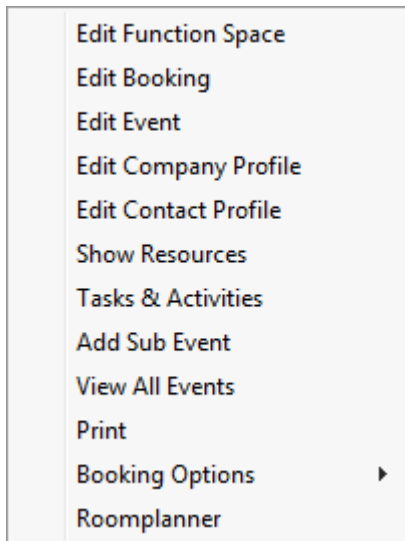 Edit Function Space
Edit Booking
Edit Event
Edit Company Profile
Edit Contact Profile
Show Resources
Tasks & Activities
Add Sub Event
View All Events
Print
Booking Options
Roomplanner